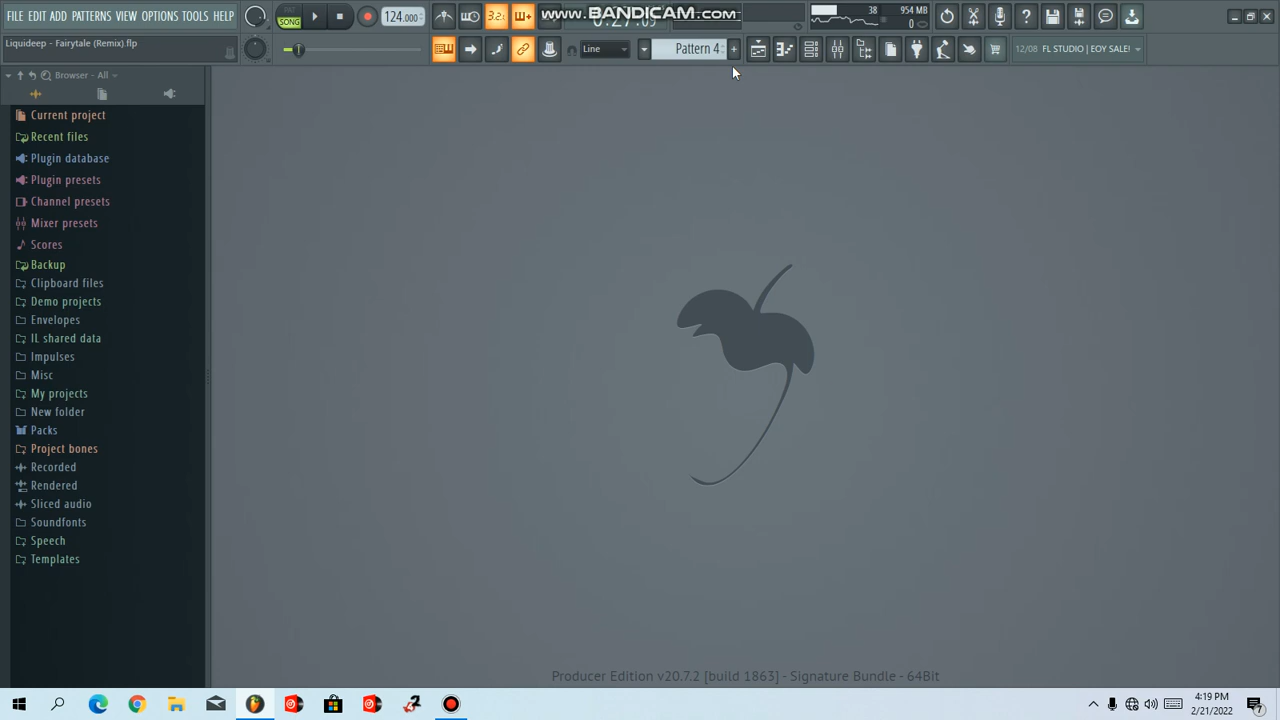 FILE EDIT ADD PATTERNS VIEW OPTIONS TOOLS HELP
PAT
SONG
124.000
3.2.
www.BANDICAM.com
38
954 MB
0
Liquideep - Fairytale (Remix).flp
Line
Pattern 4
12/08 FL STUDIO | EOY SALE!
Browser - All
Current project
Recent files
Plugin database
Plugin presets
Channel presets
Mixer presets
Scores
Backup
Clipboard files
Demo projects
Envelopes
IL shared data
Impulses
Misc
My projects
New folder
Packs
Project bones
Recorded
Rendered
Sliced audio
Soundfonts
Speech
Templates
Producer Edition v20.7.2 [build 1863] - Signature Bundle - 64Bit
4:19 PM
2/21/2022